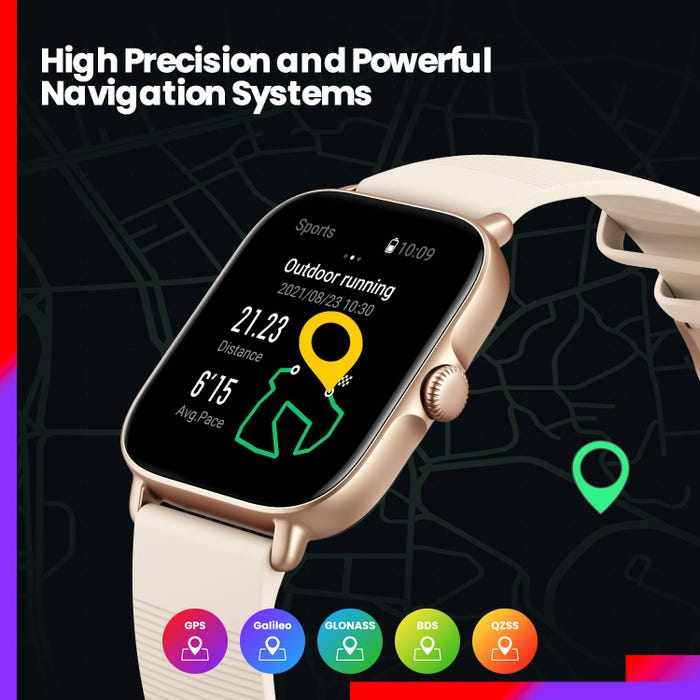 High Precision and Powerful
Navigation Systems
Sports
10:09
Outdoor running
2021/08/23 10:30
21.23
Distance
6'15
Avg.Pace
GPS
Galileo
GLONASS
BDS
QZSS